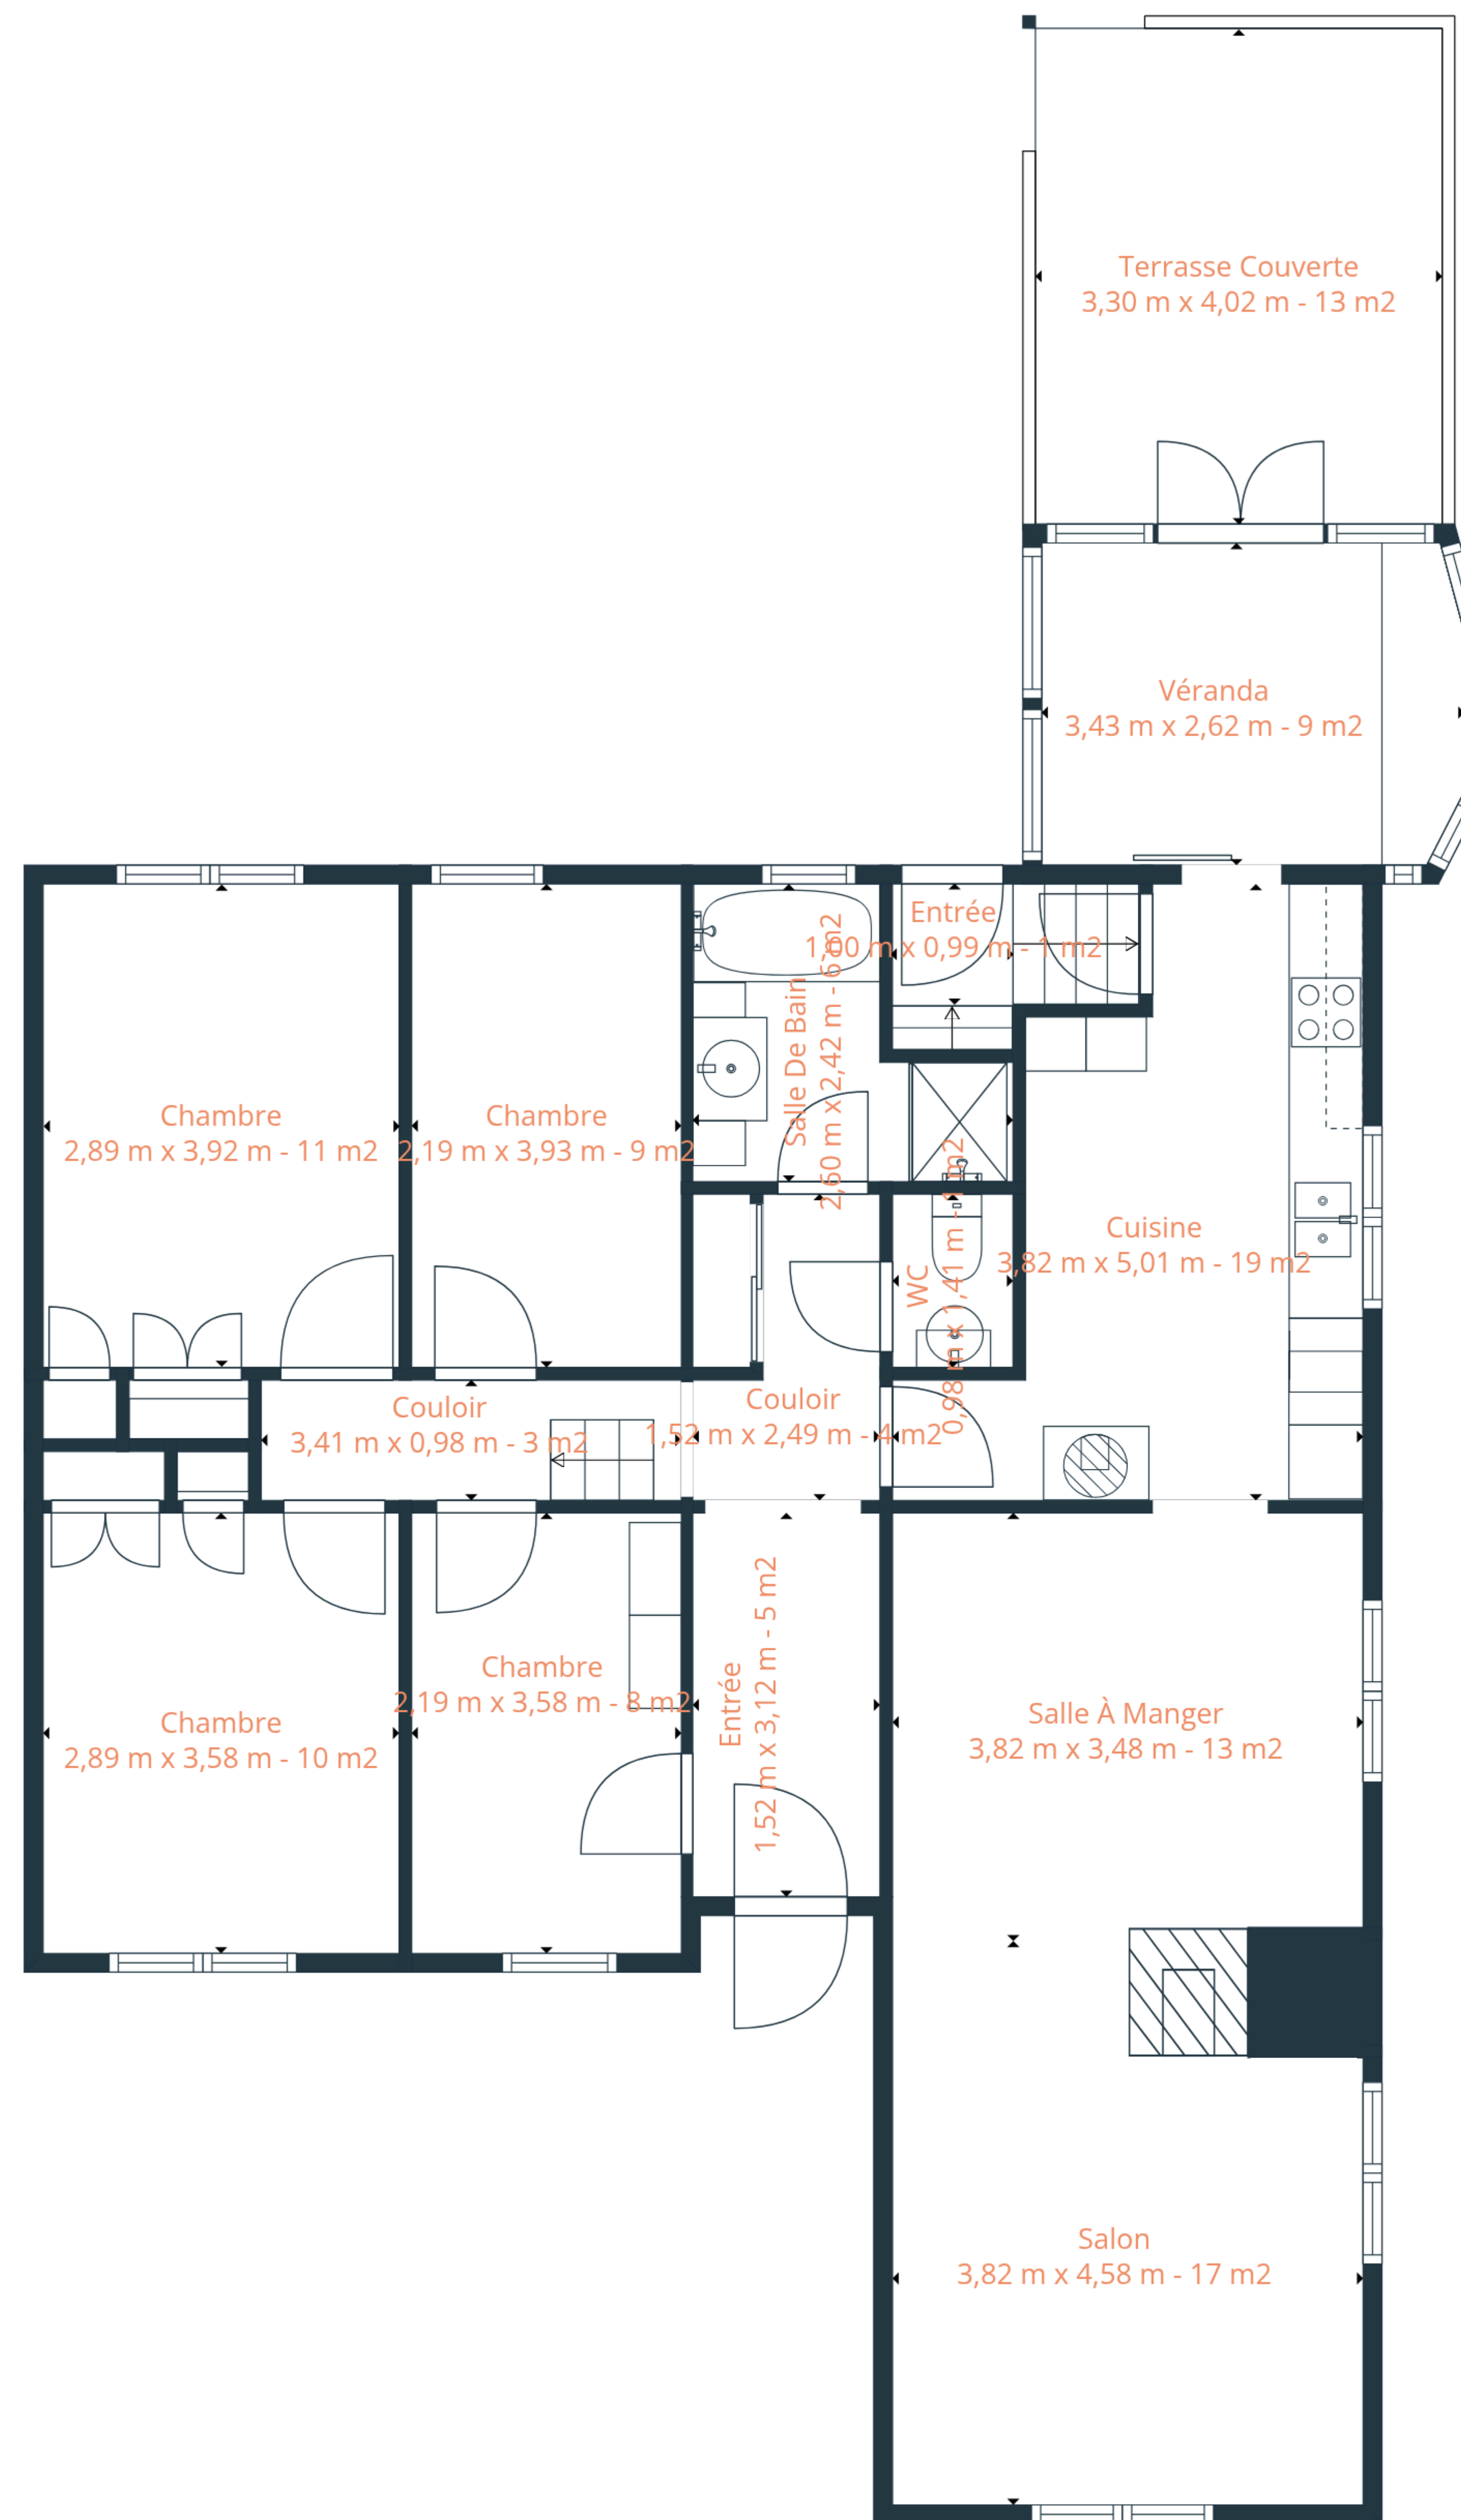 Terrasse Couverte
3,30 m x 4,02 m - 13 m2
Véranda
3,43 m x 2,62 m - 9 m2
Entrée
1,00 m x 0,99 m - 1 m2
Salle De Bain
2,60 m x 2,42 m - 6 m2
Chambre
2,89 m x 3,92 m - 11 m2
Chambre
2,19 m x 3,93 m - 9 m2
Cuisine
3,82 m x 5,01 m - 19 m2
WC
0,98 m x 1,41 m - 1 m2
Couloir
3,41 m x 0,98 m - 3 m2
Couloir
1,52 m x 2,49 m - 4 m2
Entrée
1,52 m x 3,12 m - 5 m2
Chambre
2,19 m x 3,58 m - 8 m2
Chambre
2,89 m x 3,58 m - 10 m2
Salle À Manger
3,82 m x 3,48 m - 13 m2
Salon
3,82 m x 4,58 m - 17 m2